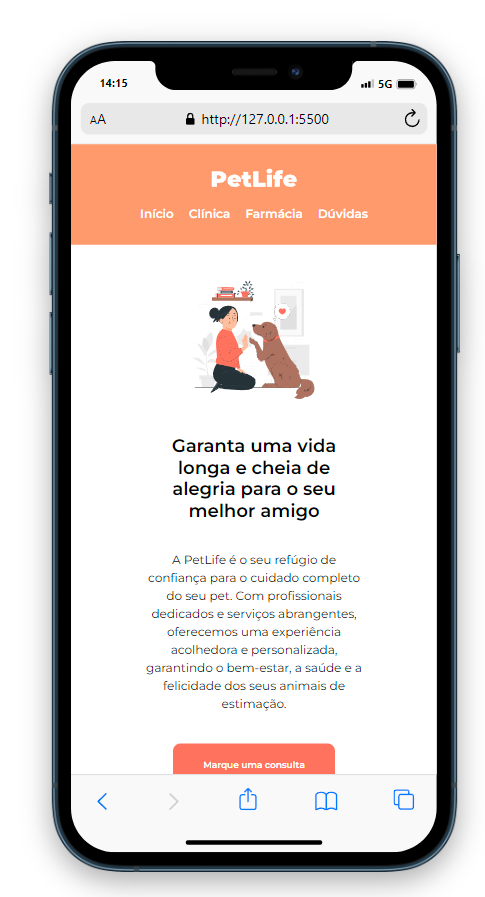 14:15
5G
AA
http://127.0.0.1:5500
PetLife
Início Clínica Farmácia Dúvidas
Garanta uma vida
longa e cheia de
alegria para o seu
melhor amigo
A PetLife é o seu refúgio de
confiança para o cuidado completo
do seu pet. Com profissionais
dedicados e serviços abrangentes,
oferecemos uma experiência
acolhedora e personalizada,
garantindo o bem-estar, a saúde e a
felicidade dos seus animais de
estimação.
Marque uma consulta